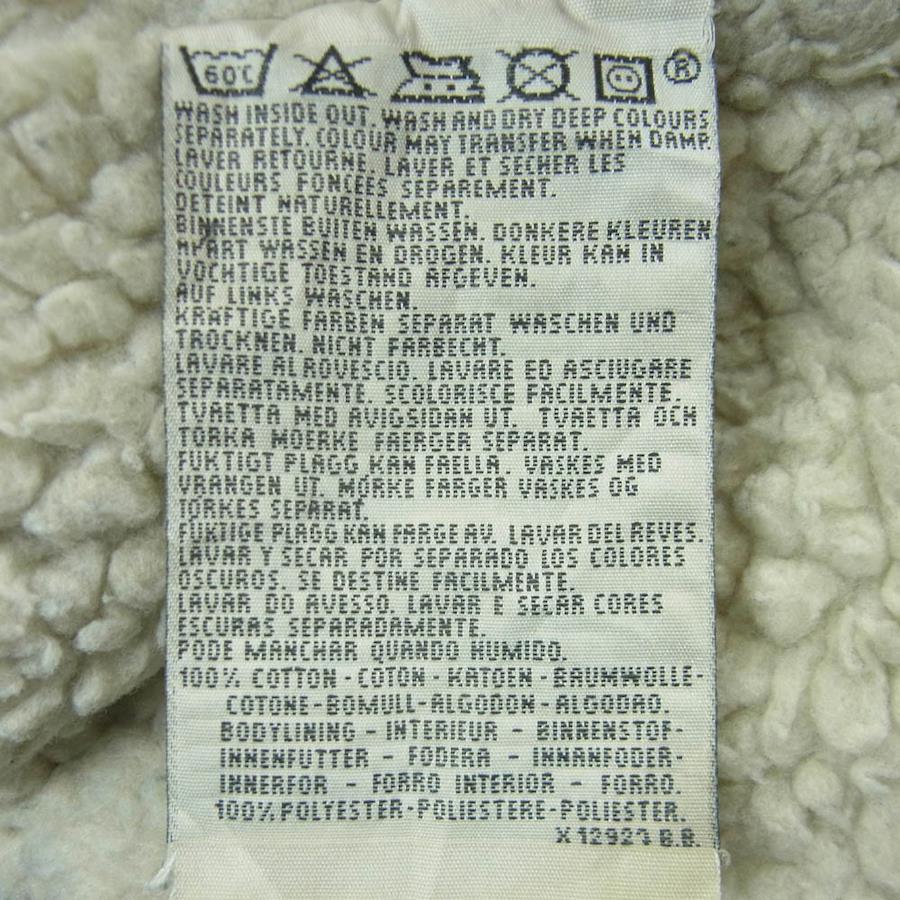 60°C ®
WASH INSIDE OUT. WASH AND DRY DEEP COLOURS
SEPARATELY. COLOUR MAY TRANSFER WHEN DAMP.
LAVER RETOURNE. LAVER ET SECHER LES
COULEURS FONCEES SEPAREMENT.
DETEINT NATURELLEMENT.
BINNENSTE BUITEN WASSEN. DONKERE KLEUREN
APART WASSEN EN DROGEN. KLEUR KAN IN
VOCHTIGE TOESTAND AFGEVEN.
AUF LINKS WASCHEN.
KRAFTIGE FARBEN SEPARAT WASCHEN UND
TROCKNEN. NICHT FARBECHT.
LAVARE ALROVESCIO. LAVARE ED ASCIUGARE
SEPARATAMENTE. SCOLORISCE FACILMENTE.
TVAETTA MED AVIGSIDAN UT. TVAETTA OCH
TORKA MOERKE FAERGER SEPARAT.
FUKTIGT PLAGG KAN FAELLA. VASKES MED
VRANGEN UT. MORKE FARGER VASKES OG
TORKES SEPARAT.
FUKTIGE PLAGG KAN FARGE AV. LAVAR DEL REVES.
LAVAR Y SECAR POR SEPARADO LOS COLORES
OSCUROS. SE DESTINE FACILMENTE.
LAVAR DO AVESSO. LAVAR E SECAR CORES
ESCURAS SEPARADAMENTE.
PODE MANCHAR QUANDO HUMIDO.
100% COTTON - COTON - KATOEN - BAUMWOLLE-
COTONE-BOMULL-ALGODON-ALGODAO.
BODYLINING - INTERIEUR - BINNENSTOF-
INNENFUTTER - FODERA - INNANFODER-
INNERFOR - FORRO INTERIOR - FORRO.
100% POLYESTER-POLIESTERE-POLIESTER.
X 12923 B.B.